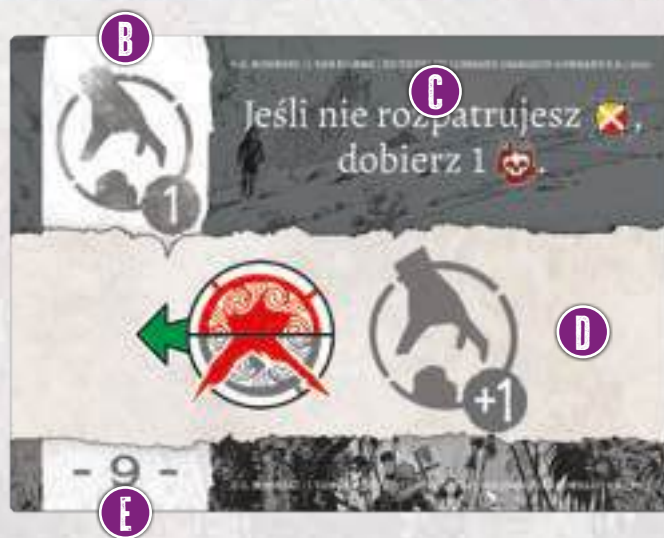 B
C
1
Jeśli nie rozpatrujesz ,
dobierz 1 .
D
+1
- 9 -
E